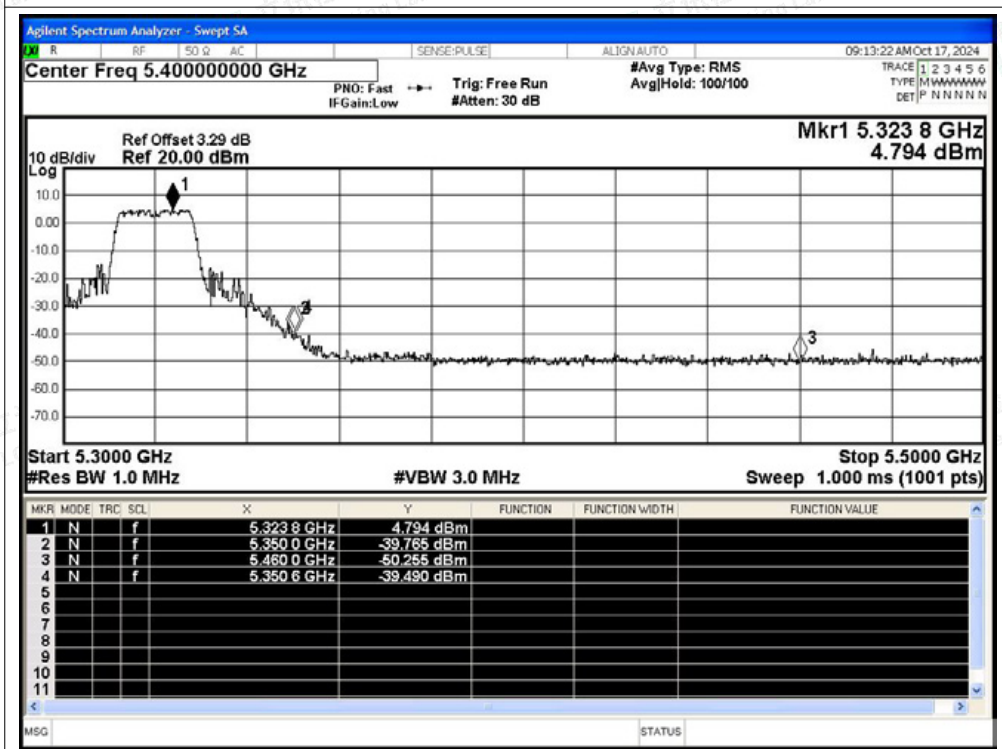 Agilent Spectrum Analyzer - Swept SA
R RF 50 Ω AC SENSE:PULSE ALIGNAUTO 09:13:22 AM Oct 17, 2024
Center Freq 5.400000000 GHz
#Avg Type: RMS
TRACE 1 2 3 4 5 6
PNO: Fast
Trig: Free Run
Avg|Hold: 100/100
TYPE M WWWWW
IFGain:Low
#Atten: 30 dB
DET P N N N N N
Mkr1 5.323 8 GHz
4.794 dBm
Ref Offset 3.29 dB
10 dB/div Ref 20.00 dBm
Log
1
10.0
0.00
-10.0
-20.0
-30.0
-40.0
3
-50.0
-60.0
-70.0
Start 5.3000 GHz Stop 5.5000 GHz
#Res BW 1.0 MHz #VBW 3.0 MHz Sweep 1.000 ms (1001 pts)
MKR MODE TRC SCL X Y FUNCTION FUNCTION WIDTH FUNCTION VALUE
1 N f 5.323 8 GHz 4.794 dBm
2 N f 5.350 0 GHz -39.765 dBm
3 N f 5.460 0 GHz -50.255 dBm
4 N f 5.350 6 GHz -39.490 dBm
5
6
7
8
9
10
11
MSG STATUS